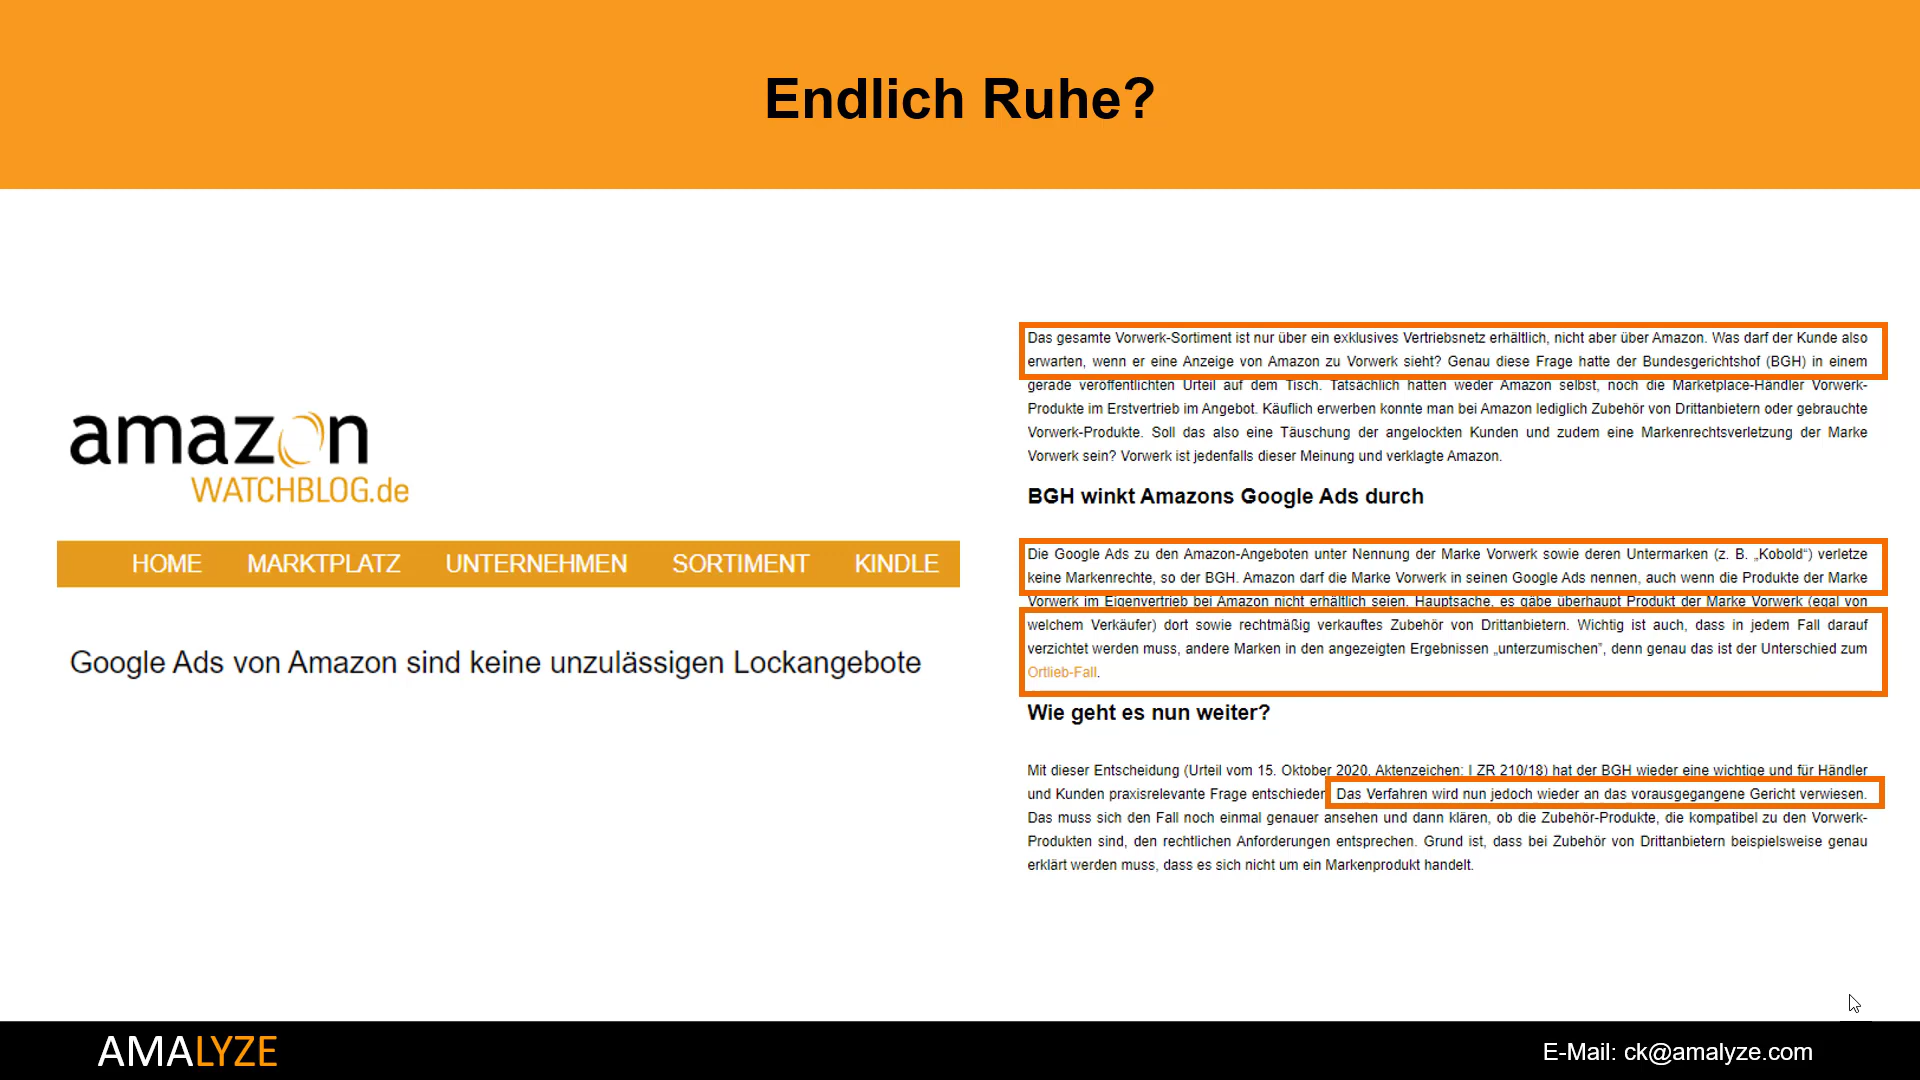 Endlich Ruhe?
amazon
WATCHBLOG.de
HOME MARKTPLATZ UNTERNEHMEN SORTIMENT KINDLE
Google Ads von Amazon sind keine unzulässigen Lockangebote
Das gesamte Vorwerk-Sortiment ist nur über ein exklusives Vertriebsnetz erhältlich, nicht aber über Amazon. Was darf der Kunde also
erwarten, wenn er eine Anzeige von Amazon zu Vorwerk sieht? Genau diese Frage hatte der Bundesgerichtshof (BGH) in einem
gerade veröffentlichten Urteil auf dem Tisch. Tatsächlich hatten weder Amazon selbst, noch die Marketplace-Händler Vorwerk-
Produkte im Erstvertrieb im Angebot. Käuflich erwerben konnte man bei Amazon lediglich Zubehör von Drittanbietern oder gebrauchte
Vorwerk-Produkte. Soll das also eine Täuschung der angelockten Kunden und zudem eine Markenrechtsverletzung der Marke
Vorwerk sein? Vorwerk ist jedenfalls dieser Meinung und verklagte Amazon.
BGH winkt Amazons Google Ads durch
Die Google Ads zu den Amazon-Angeboten unter Nennung der Marke Vorwerk sowie deren Untermarken (z. B. „Kobold“) verletze
keine Markenrechte, so der BGH. Amazon darf die Marke Vorwerk in seinen Google Ads nennen, auch wenn die Produkte der Marke
Vorwerk im Eigenvertrieb bei Amazon nicht erhältlich seien. Hauptsache, es gäbe überhaupt Produkt der Marke Vorwerk (egal von
welchem Verkäufer) dort sowie rechtmäßig verkauftes Zubehör von Drittanbietern. Wichtig ist auch, dass in jedem Fall darauf
verzichtet werden muss, andere Marken in den angezeigten Ergebnissen „unterzumischen”, denn genau das ist der Unterschied zum
Ortlieb-Fall.
Wie geht es nun weiter?
Mit dieser Entscheidung (Urteil vom 15. Oktober 2020, Aktenzeichen: I ZR 210/18) hat der BGH wieder eine wichtige und für Händler
und Kunden praxisrelevante Frage entschieden Das Verfahren wird nun jedoch wieder an das vorausgegangene Gericht verwiesen.
Das muss sich den Fall noch einmal genauer ansehen und dann klären, ob die Zubehör-Produkte, die kompatibel zu den Vorwerk-
Produkten sind, den rechtlichen Anforderungen entsprechen. Grund ist, dass bei Zubehör von Drittanbietern beispielsweise genau
erklärt werden muss, dass es sich nicht um ein Markenprodukt handelt.
AMALYZE
E-Mail: ck@amalyze.com